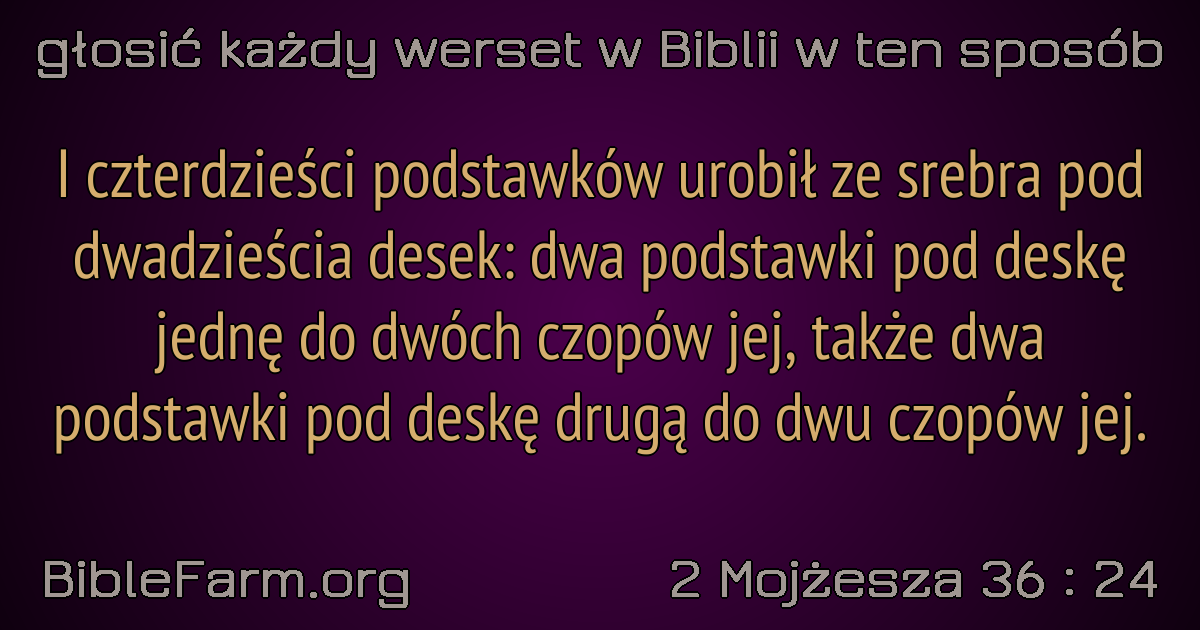 głosić każdy werset w Biblii w ten sposób
I czterdzieści podstawków urobił ze srebra pod
dwadzieścia desek: dwa podstawki pod deskę
jednę do dwóch czopów jej, także dwa
podstawki pod deskę drugą do dwu czopów jej.
BibleFarm.org
2 Mojżesza 36 : 24